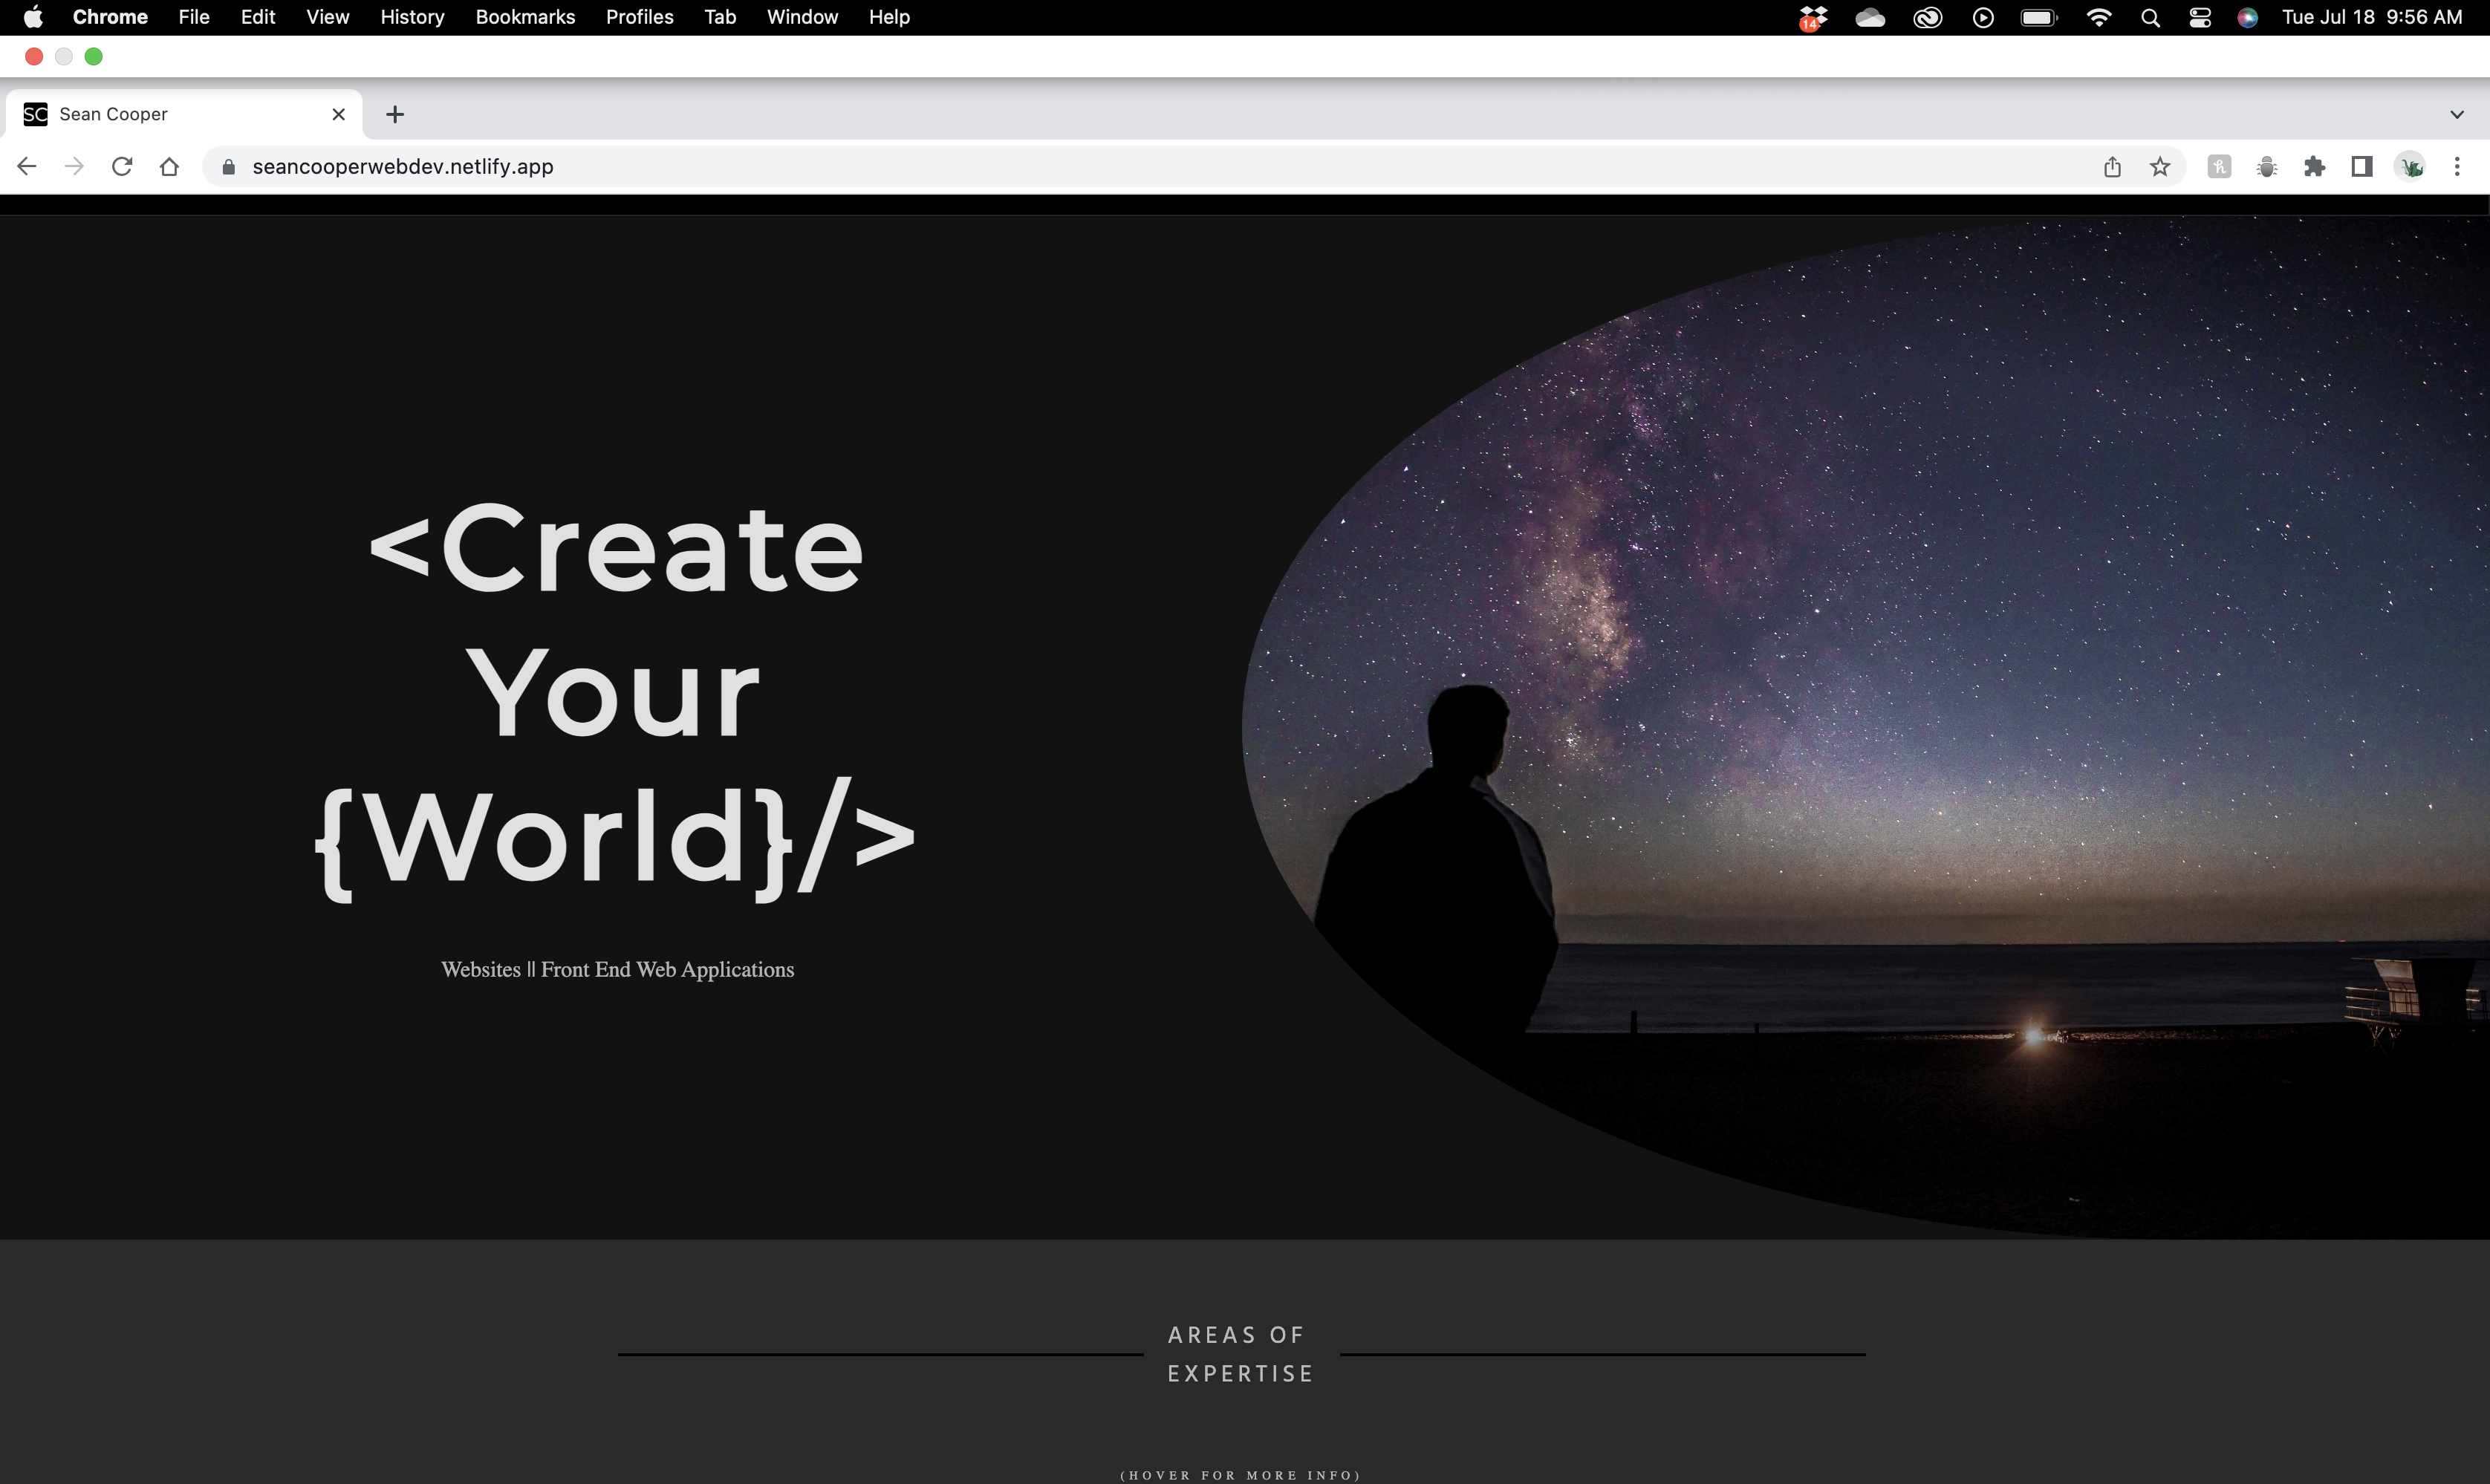 Chrome File Edit View History Bookmarks Profiles Tab Window Help 14 Tue Jul 18 9:56 AM
SC Sean Cooper
seancooperwebdev.netlify.app
<Create
Your
{World}/>
Websites || Front End Web Applications
AREAS OF
EXPERTISE
(HOVER FOR MORE INFO)